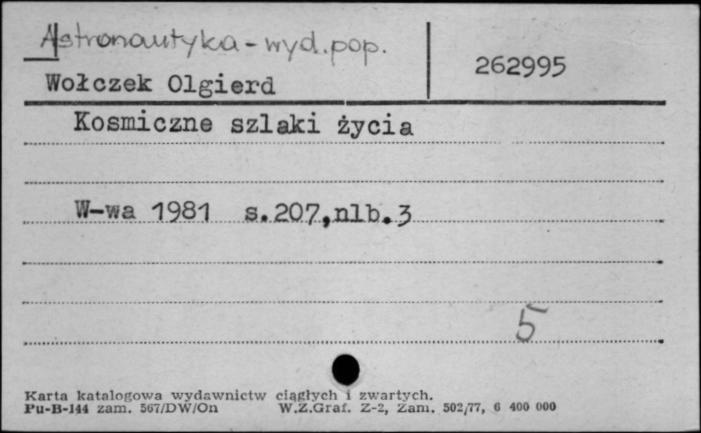 Astronautyka - wyd. pop.
262995
Wołczek Olgierd
Kosmiczne szlaki życia
W-wa 1981 s.207,nlb.3
5
Karta katalogowa wydawnictw ciągłych i zwartych.
Pu-B-144 zam. 567/DW/On W.Z.Graf. Z-2, Zam. 502/77, 6 400 000